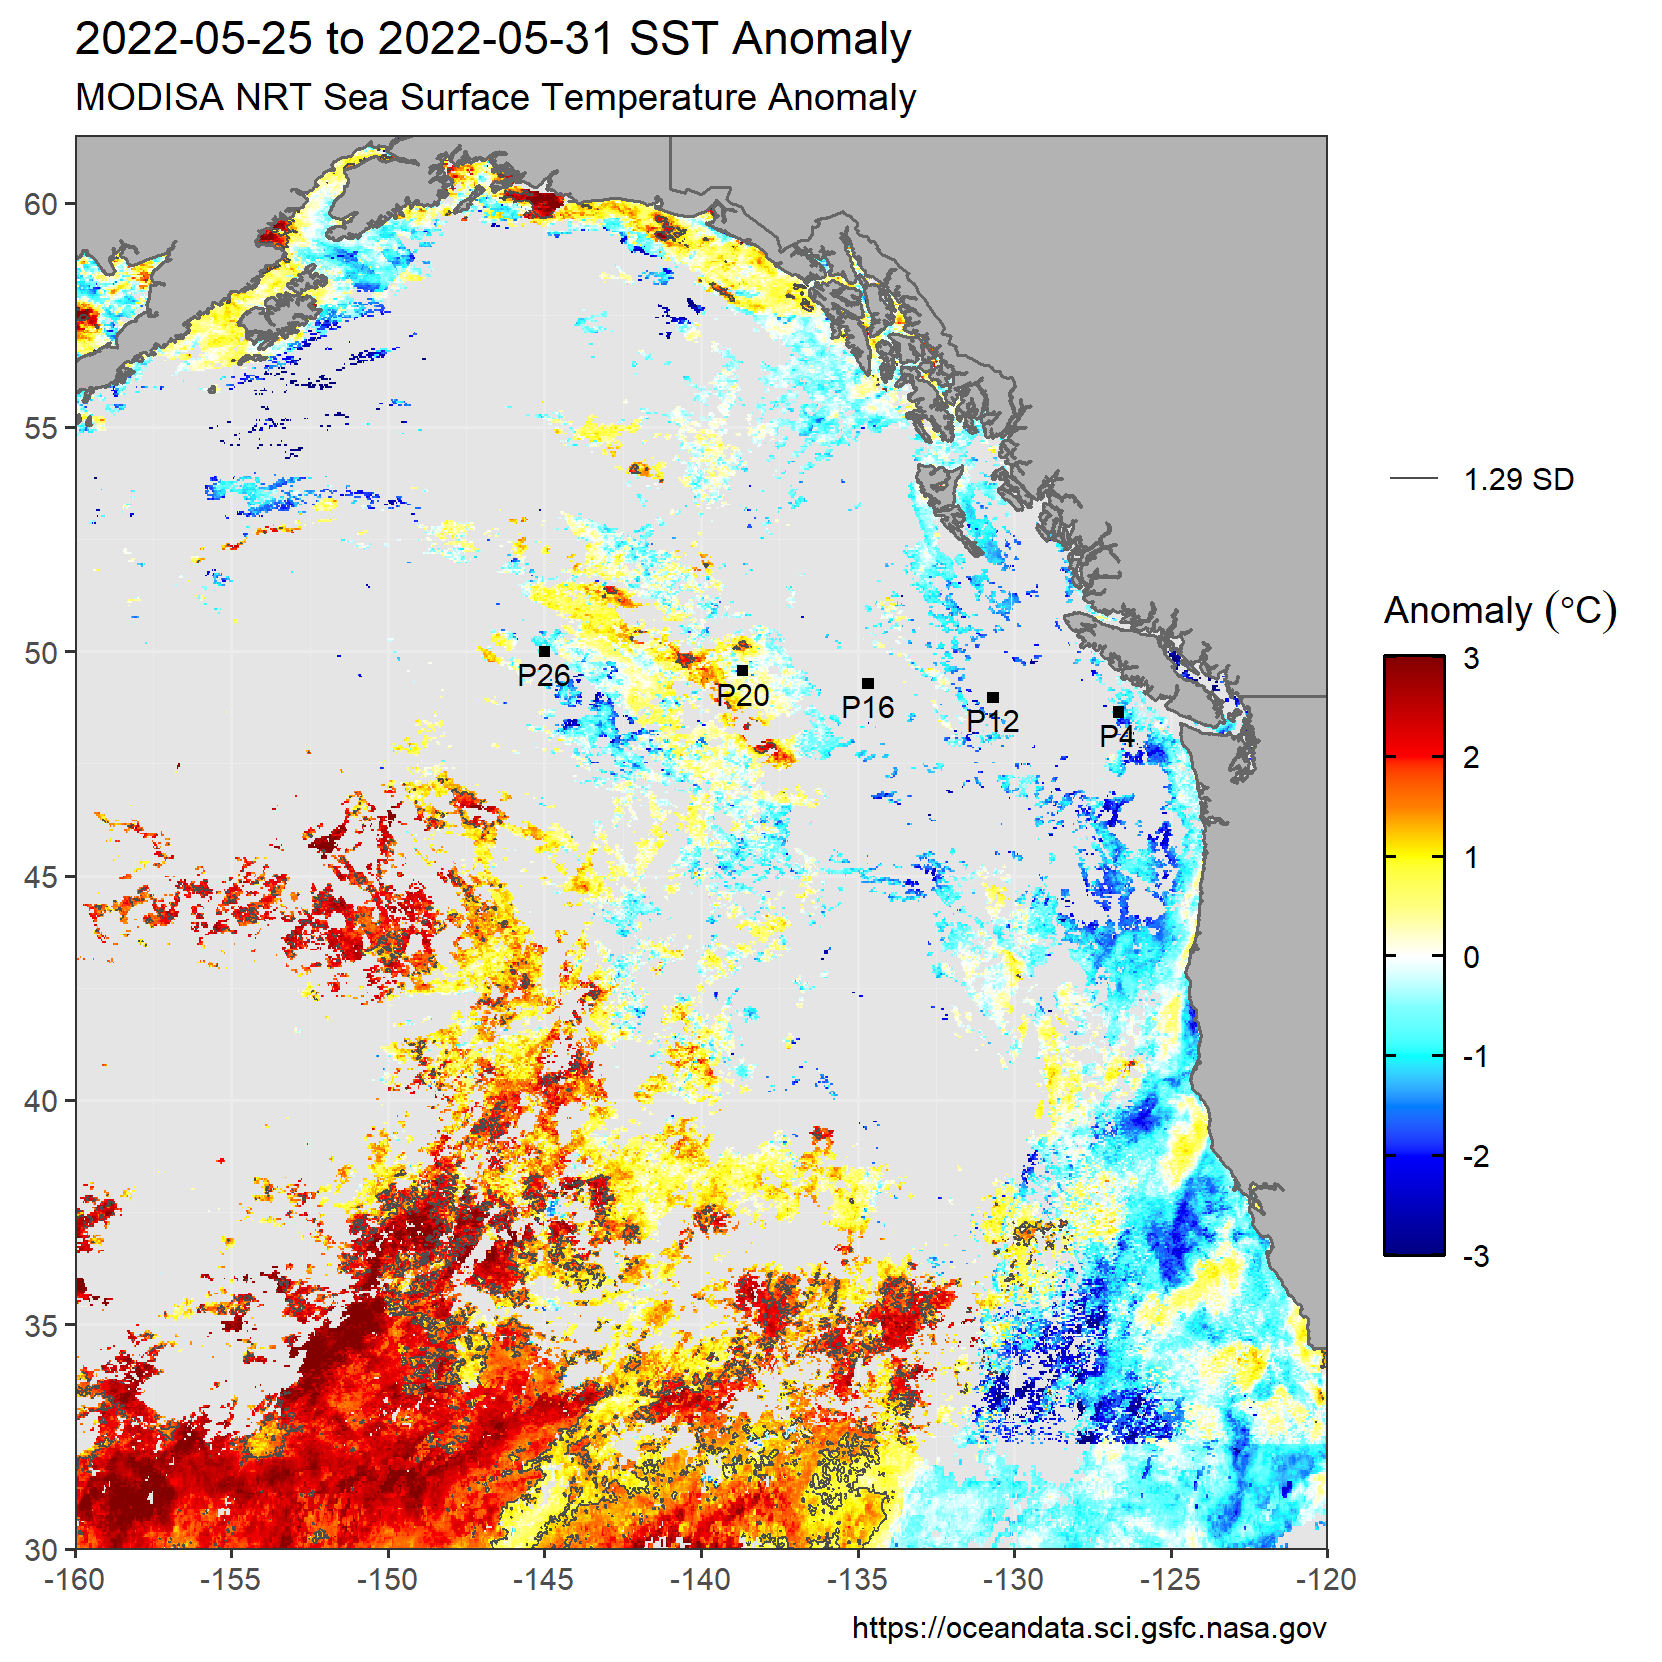 2022-05-25 to 2022-05-31 SST Anomaly
MODISA NRT Sea Surface Temperature Anomaly
60
55
50
45
40
35
30
-160
-155
-150
-145
-140
-135
-130
-125
-120
P26
P20
P16
P12
P4
1.29 SD
Anomaly (°C)
3
2
1
0
-1
-2
-3
https://oceandata.sci.gsfc.nasa.gov